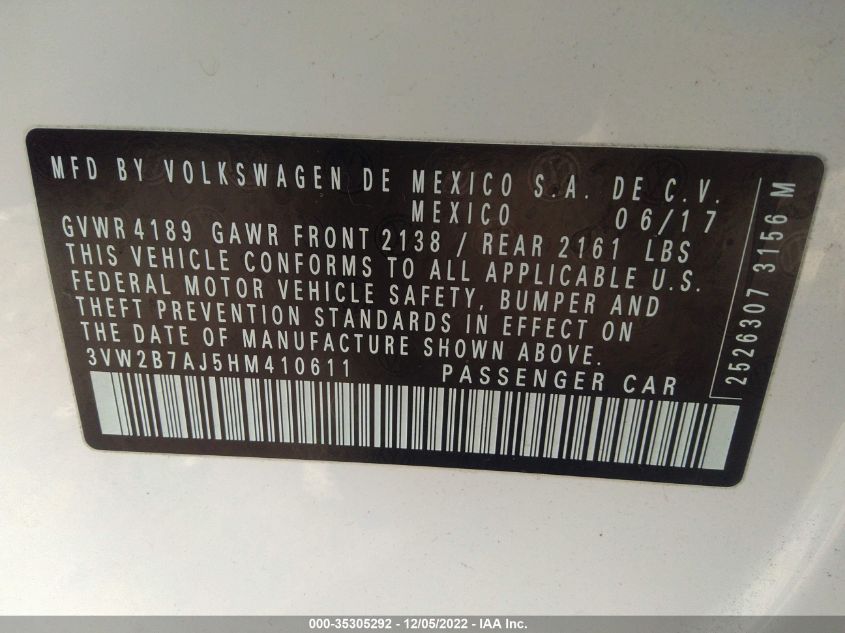 MFD BY VOLKSWAGEN DE MEXICO S.A. DE C.V.
MEXICO 06/17
GVWR 4189 GAWR FRONT 2138 / REAR 2161 LBS
THIS VEHICLE CONFORMS TO ALL APPLICABLE U.S.
FEDERAL MOTOR VEHICLE SAFETY, BUMPER AND
THEFT PREVENTION STANDARDS IN EFFECT ON
THE DATE OF MANUFACTURE SHOWN ABOVE.
3VW2B7AJ5HM410611 PASSENGER CAR
2526307 3156 M
000-35305292 - 12/05/2022 - IAA Inc.